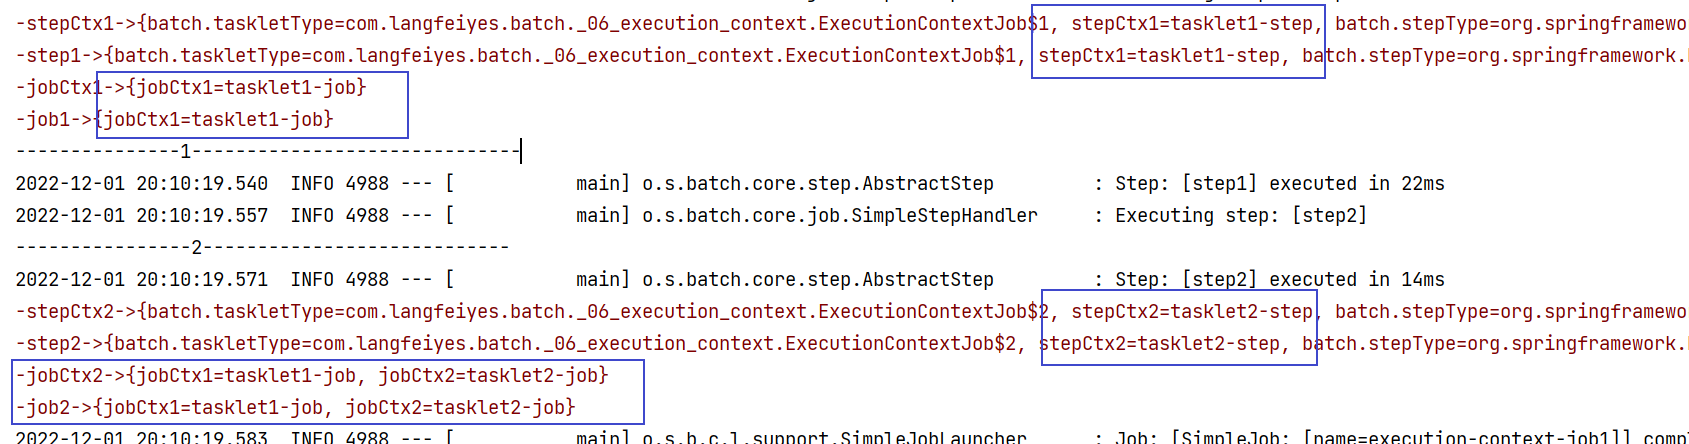 -stepCtx1->{batch.taskletType=com.langfeiyes.batch._06_execution_context.ExecutionContextJob$1, stepCtx1=tasklet1-step, batch.stepType=org.springframewo
-step1->{batch.taskletType=com.langfeiyes.batch._06_execution_context.ExecutionContextJob$1, stepCtx1=tasklet1-step, batch.stepType=org.springframework.
-jobCtx1->{jobCtx1=tasklet1-job}
-job1->{jobCtx1=tasklet1-job}
---------------1------------------------------
2022-12-01 20:10:19.540  INFO 4988 --- [           main] o.s.batch.core.step.AbstractStep         : Step: [step1] executed in 22ms
2022-12-01 20:10:19.557  INFO 4988 --- [           main] o.s.batch.core.job.SimpleStepHandler     : Executing step: [step2]
----------------2----------------------------
2022-12-01 20:10:19.571  INFO 4988 --- [           main] o.s.batch.core.step.AbstractStep         : Step: [step2] executed in 14ms
-stepCtx2->{batch.taskletType=com.langfeiyes.batch._06_execution_context.ExecutionContextJob$2, stepCtx2=tasklet2-step, batch.stepType=org.springframewo
-step2->{batch.taskletType=com.langfeiyes.batch._06_execution_context.ExecutionContextJob$2, stepCtx2=tasklet2-step, batch.stepType=org.springframework.
-jobCtx2->{jobCtx1=tasklet1-job, jobCtx2=tasklet2-job}
-job2->{jobCtx1=tasklet1-job, jobCtx2=tasklet2-job}
2022-12-01 20:10:19.583  INFO 4988 --- [           main] o.s.b.c.l.support.SimpleJobLauncher      : Job: [SimpleJob: [name=execution-context-job1]] comp